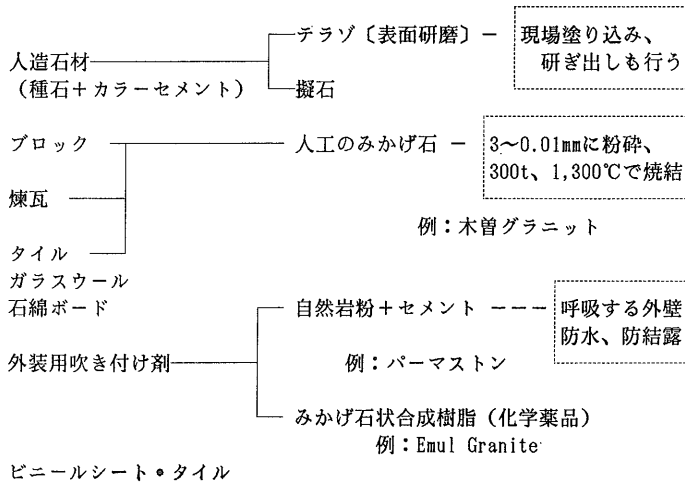 テラゾ〔表面研磨〕－ 現場塗り込み、
人造石材 研ぎ出しも行う
(種石＋カラーセメント) 擬石
ブロック 人工のみかげ石 － 3～0.01mmに粉砕、
300t、1,300℃で焼結
煉瓦
例：木曽グラニット
タイル
ガラスウール
石綿ボード 自然岩粉＋セメント －－－ 呼吸する外壁
防水、防結露
外装用吹き付け剤 例：パーマストン
みかげ石状合成樹脂（化学薬品）
例：Emul Granite
ビニールシート・タイル